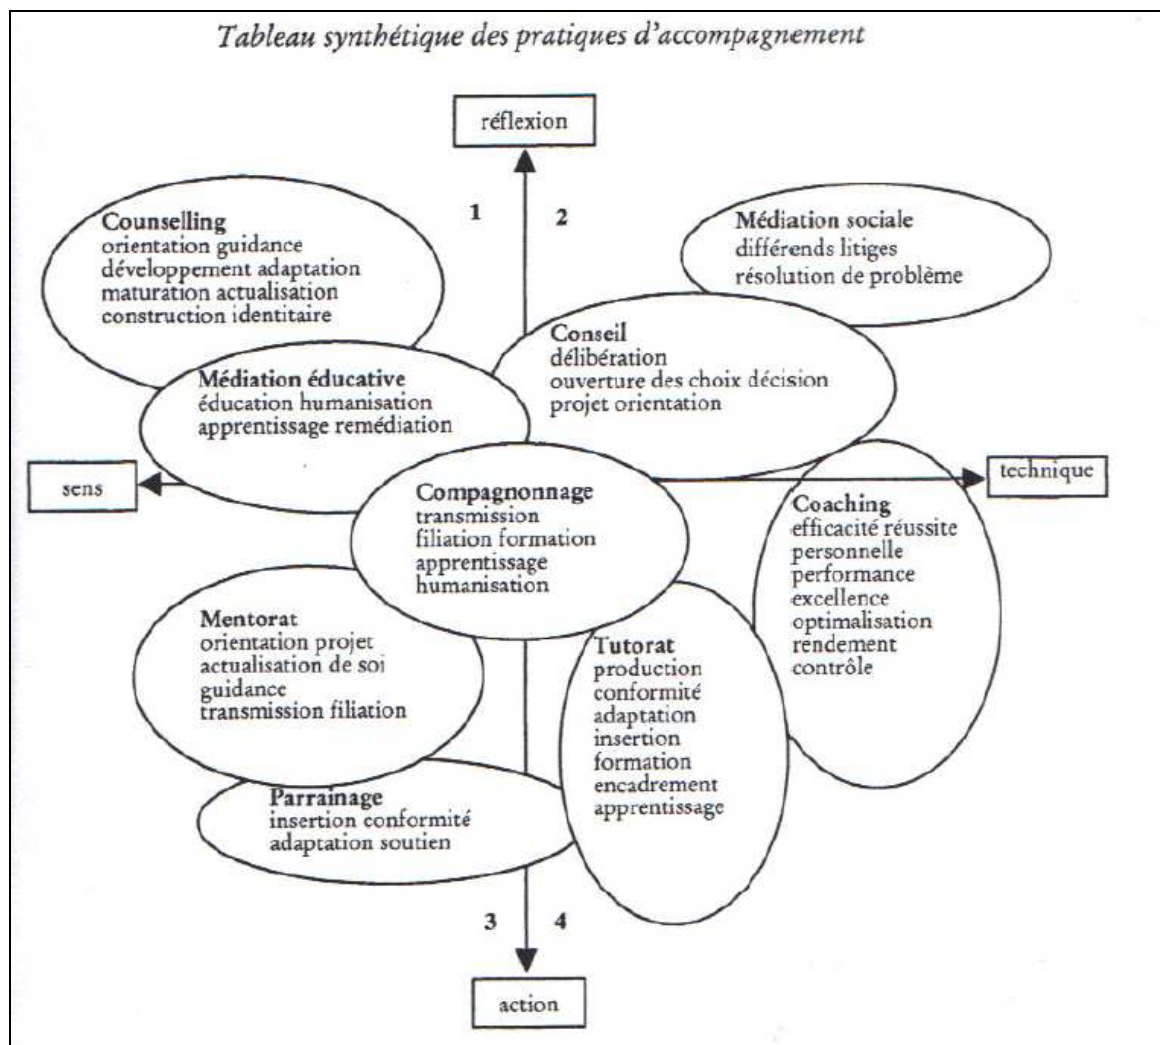 Tableau synthétique des pratiques d'accompagnement
réflexion
1
2
Counselling
orientation guidance
développement adaptation
maturation actualisation
construction identitaire
Médiation sociale
différends litiges
résolution de problème
Conseil
délibération
ouverture des choix décision
projet orientation
Médiation éducative
éducation humanisation
apprentissage remédiation
sens
technique
Compagnonnage
transmission
filiation formation
apprentissage
humanisation
Coaching
efficacité réussite
personnelle
performance
excellence
optimalisation
rendement
contrôle
Mentorat
orientation projet
actualisation de soi
guidance
transmission filiation
Tutorat
production
conformité
adaptation
insertion
formation
encadrement
apprentissage
Parrainage
insertion conformité
adaptation soutien
3
4
action